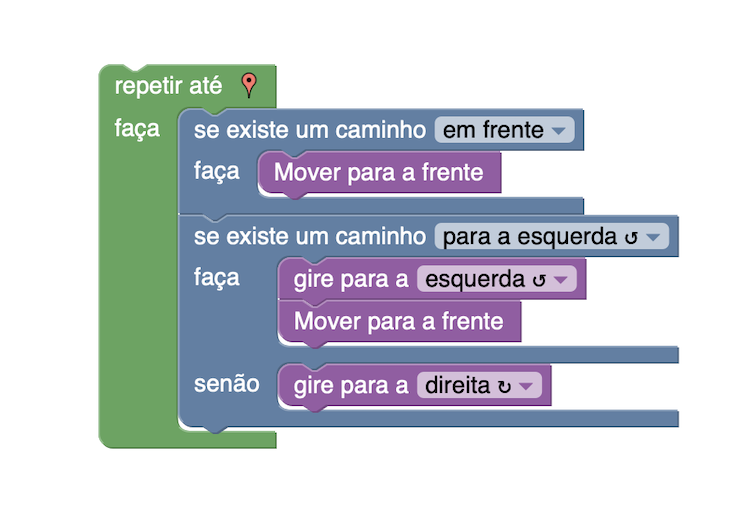 repetir até
faça
se existe um caminho em frente
faça Mover para a frente
se existe um caminho para a esquerda ↺
faça gire para a esquerda ↺
Mover para a frente
senão gire para a direita ↻